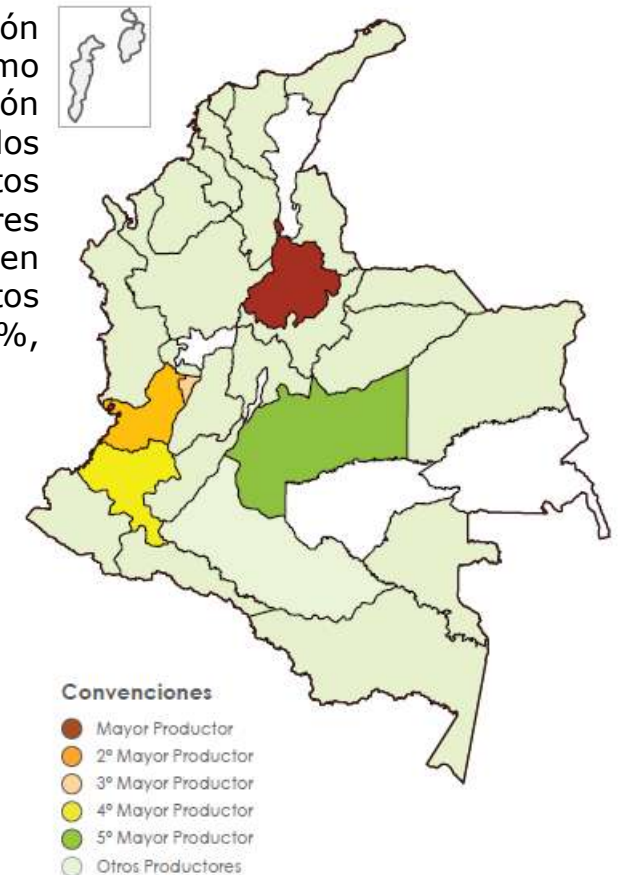 ón
mo
ón
los
tos
res
en
tos
%,
Convenciones
Mayor Productor
2º Mayor Productor
3º Mayor Productor
4º Mayor Productor
5º Mayor Productor
Otros Productores